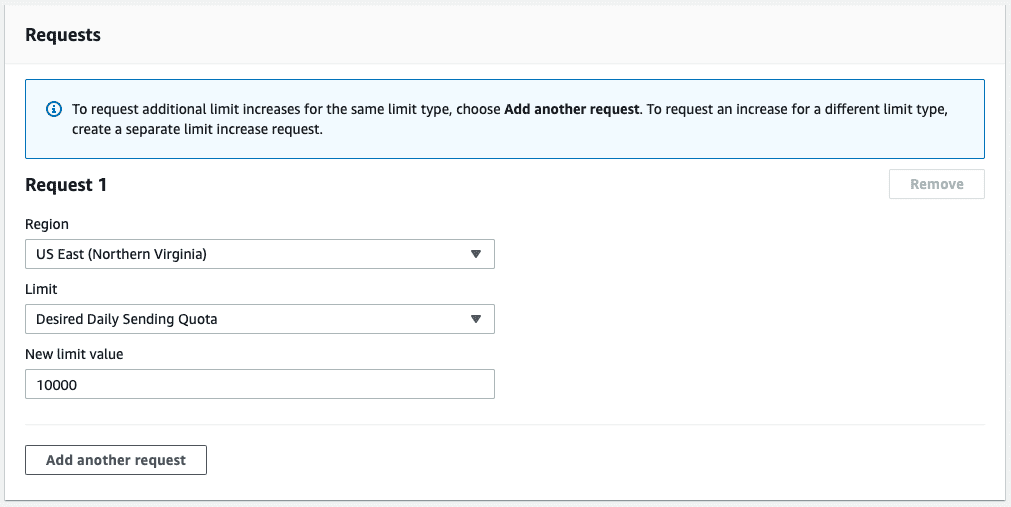 Requests
To request additional limit increases for the same limit type, choose Add another request. To request an increase for a different limit type,
create a separate limit increase request.
Request 1
Remove
Region
US East (Northern Virginia)
Limit
Desired Daily Sending Quota
New limit value
10000
Add another request